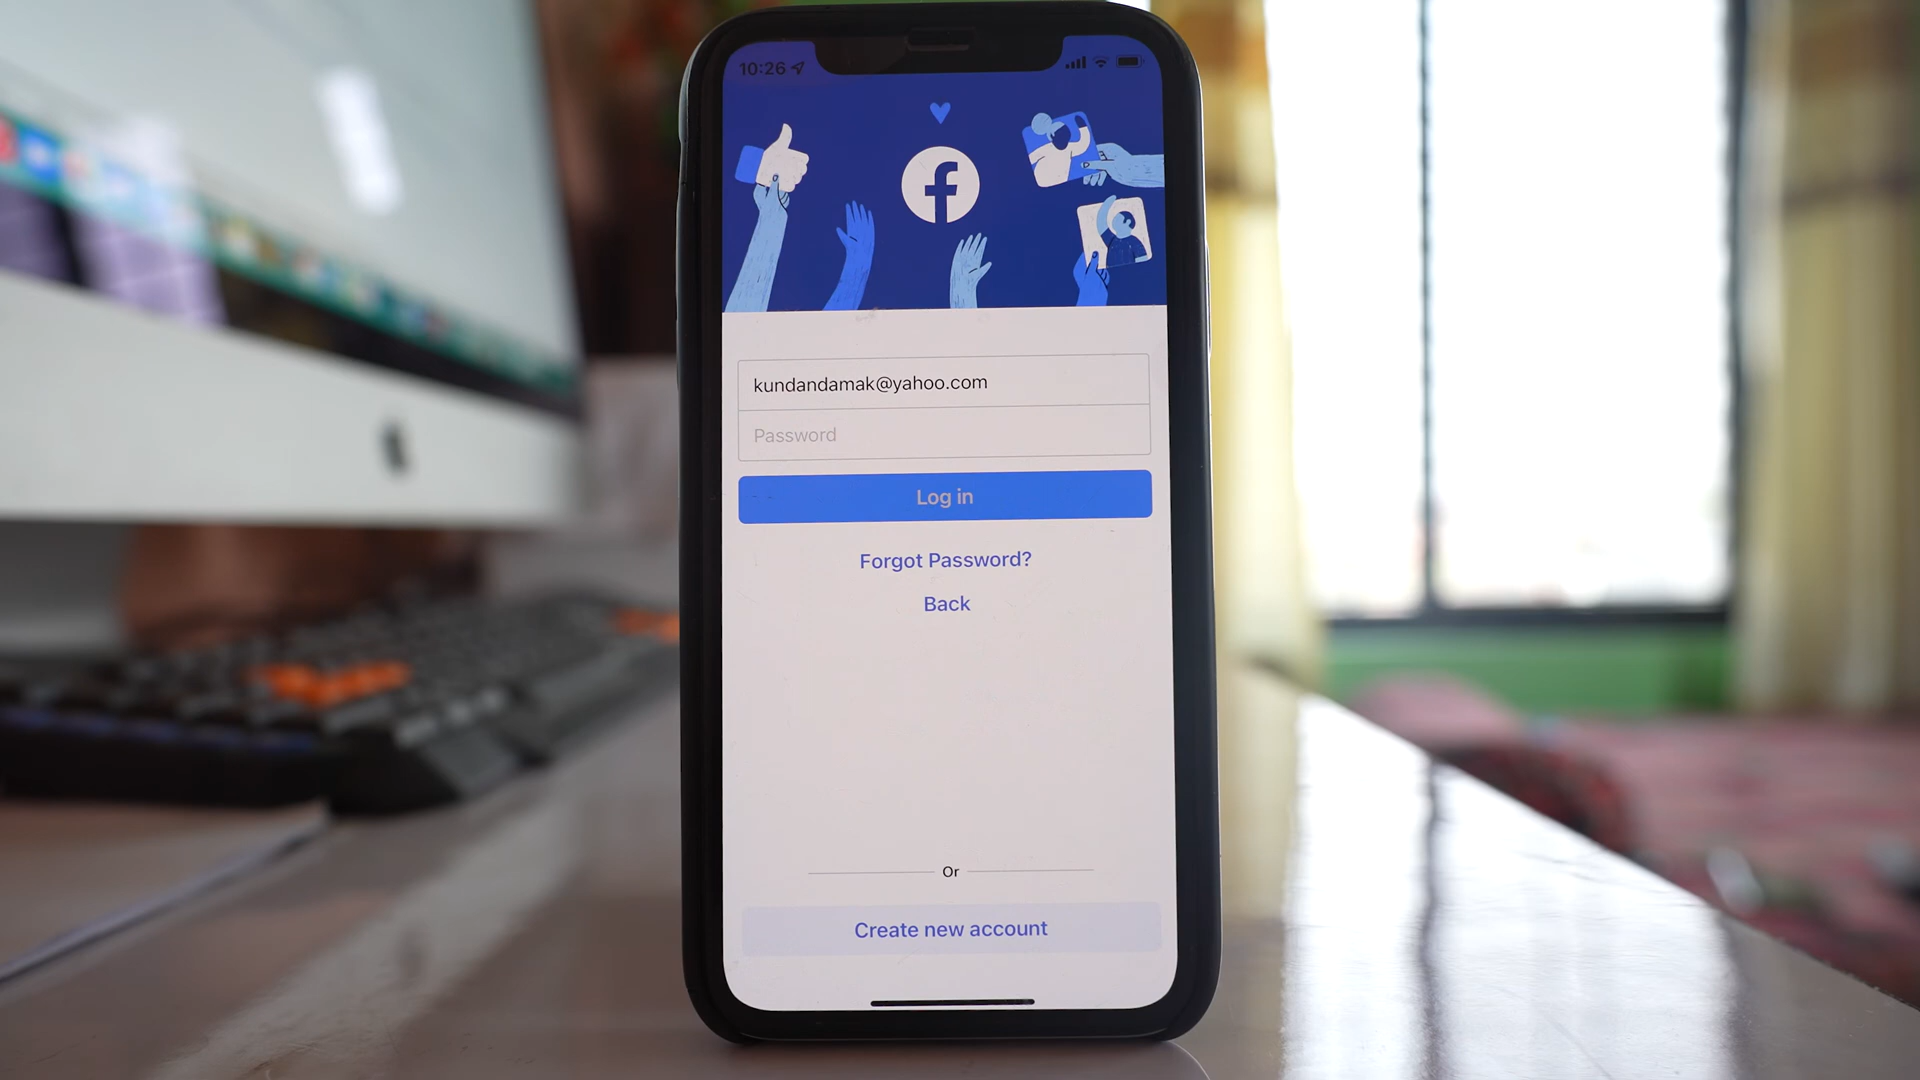 10:26
f
kundandamak@yahoo.com
Password
Log in
Forgot Password?
Back
Or
Create new account